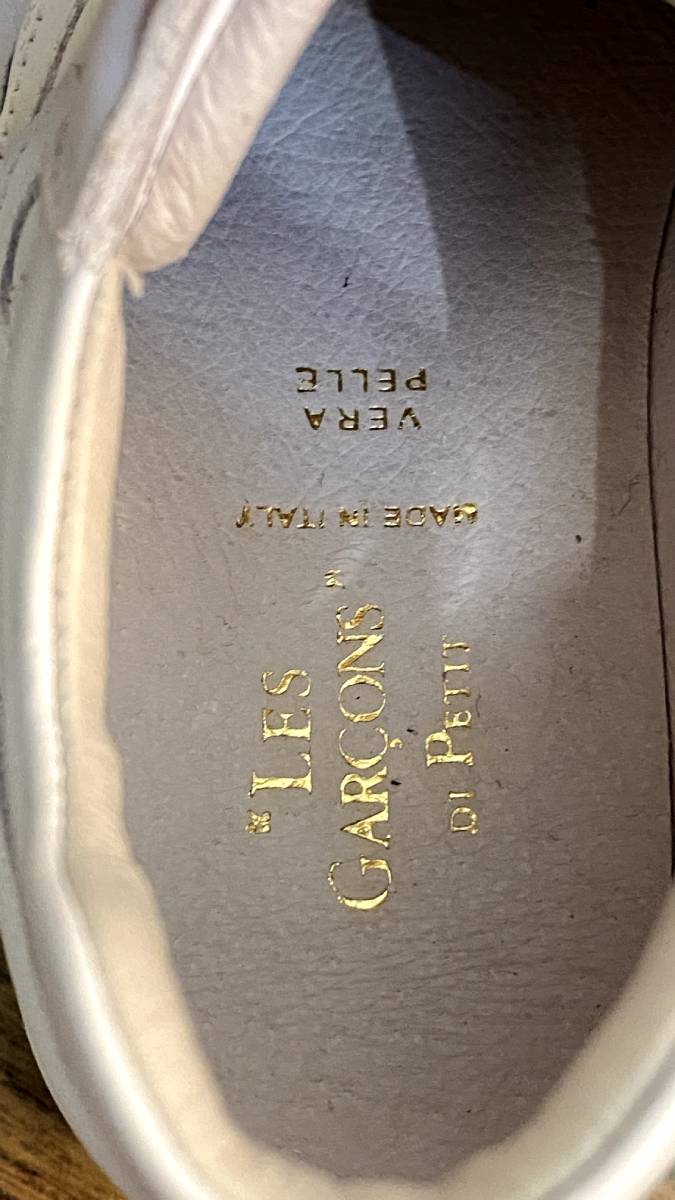 "LES
GARÇONS"
DI PETIT
MADE IN ITALY
VERA
PELLE